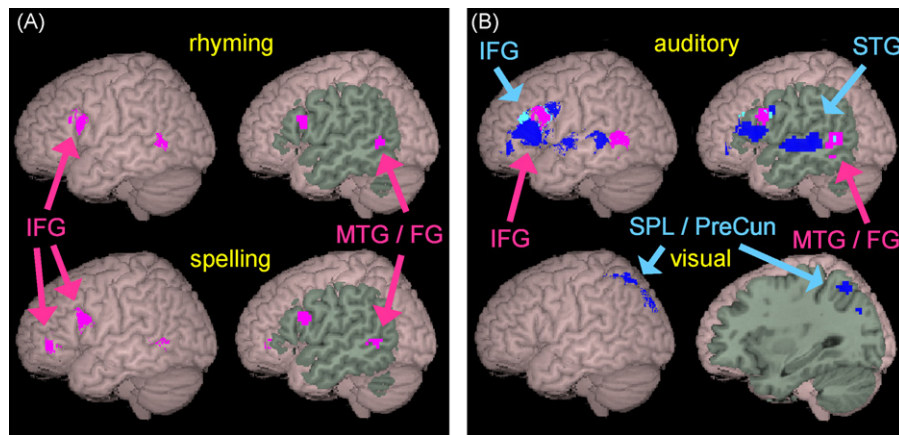 (A)
rhyming
IFG
MTG / FG
spelling
(B)
IFG
auditory
STG
IFG
SPL / PreCun
MTG / FG
visual